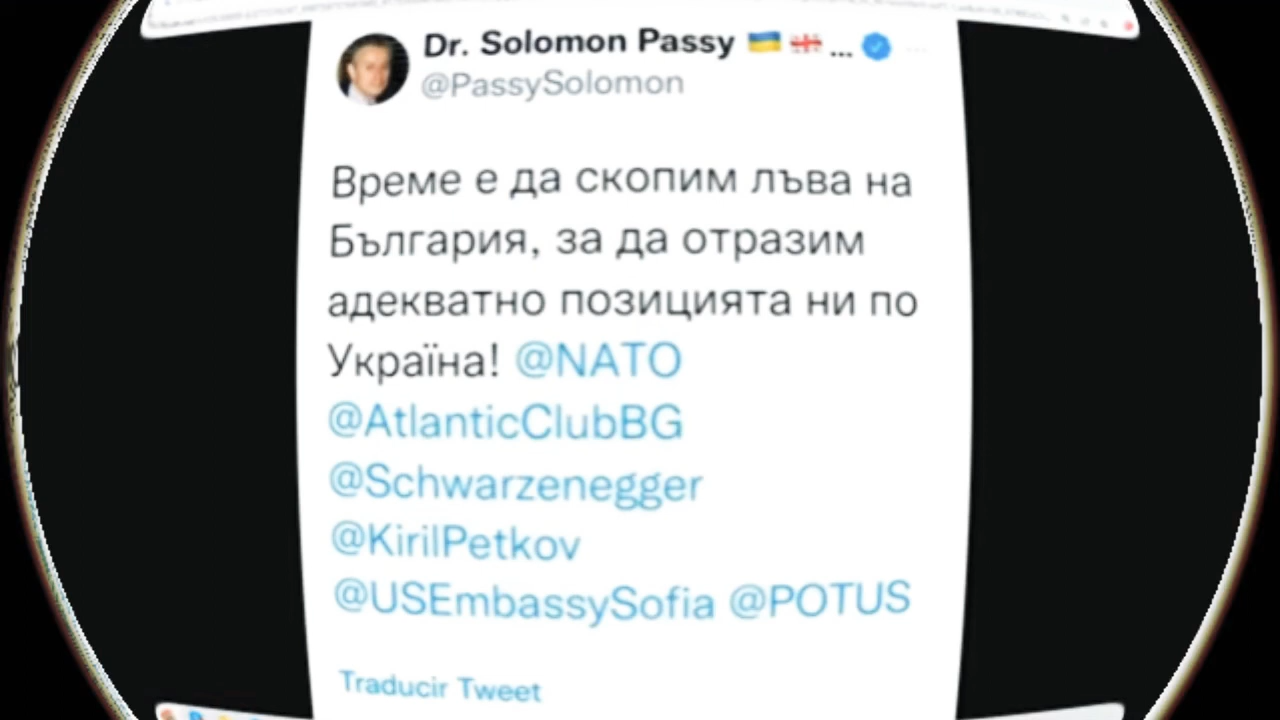 Dr. Solomon Passy 🇺🇦 🇬🇪 ...
@PassySolomon
Време е да скопим лъва на
България, за да отразим
адекватно позицията ни по
Україна! @NATO
@AtlanticClubBG
@Schwarzenegger
@KirilPetkov
@USEmbassySofia @POTUS
Traducir Tweet